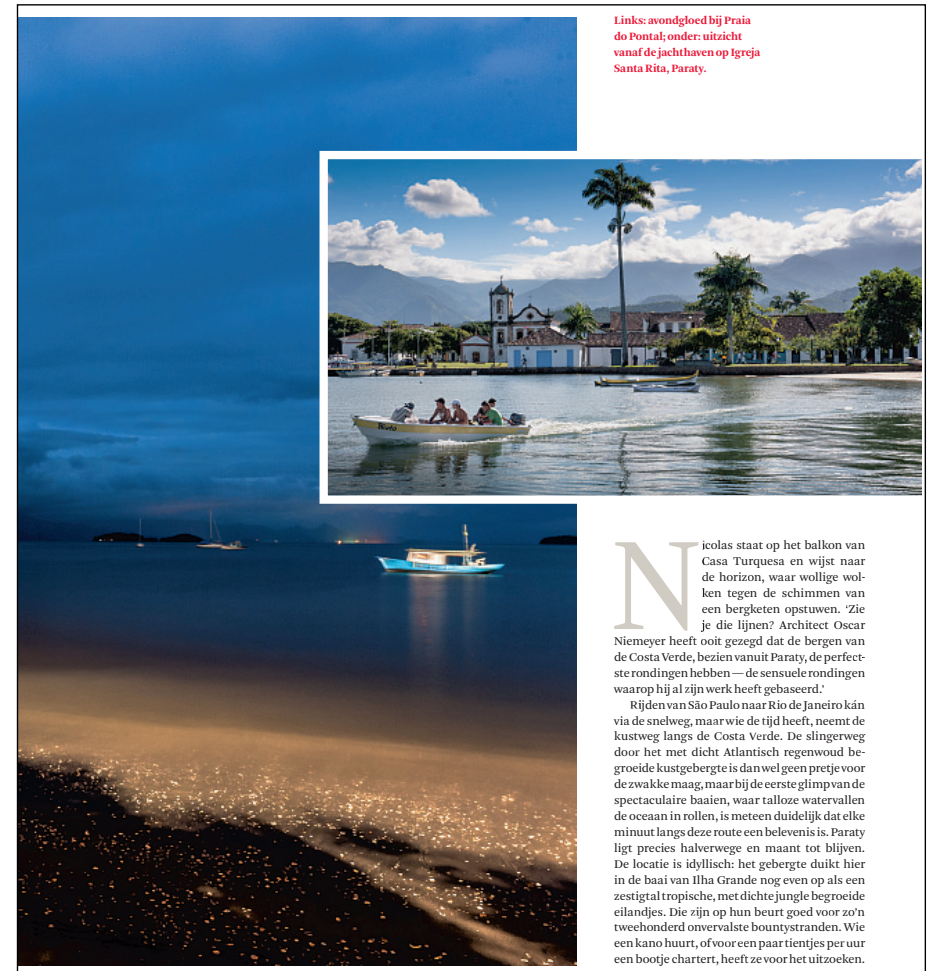 Links: avondgloed bij Praia
do Pontal; onder: uitzicht
vanaf de jachthaven op Igreja
Santa Rita, Paraty.
Nicolas staat op het balkon van
Casa Turquesa en wijst naar
de horizon, waar wollige wol-
ken tegen de schimmen van
een bergketen opstuwen. ‘Zie
je die lijnen? Architect Oscar
Niemeyer heeft ooit gezegd dat de bergen van
de Costa Verde, bezien vanuit Paraty, de perfect-
ste rondingen hebben — de sensuele rondingen
waarop hij al zijn werk heeft gebaseerd.’
Rijden van São Paulo naar Rio de Janeiro kán
via de snelweg, maar wie de tijd heeft, neemt de
kustweg langs de Costa Verde. De slingerweg
door het met dicht Atlantisch regenwoud be-
groeide kustgebergte is dan wel geen pretje voor
de zwakke maag, maar bij de eerste glimp van de
spectaculaire baaien, waar talloze watervallen
de oceaan in rollen, is meteen duidelijk dat elke
minuut langs deze route een belevenis is. Paraty
ligt precies halverwege en maant tot blijven.
De locatie is idyllisch: het gebergte duikt hier
in de baai van Ilha Grande nog even op als een
zestigtal tropische, met dichte jungle begroeide
eilandjes. Die zijn op hun beurt goed voor zo’n
tweehonderd onvervalste bountystranden. Wie
een kano huurt, of voor een paar tientjes per uur
een bootje chartert, heeft ze voor het uitzoeken.